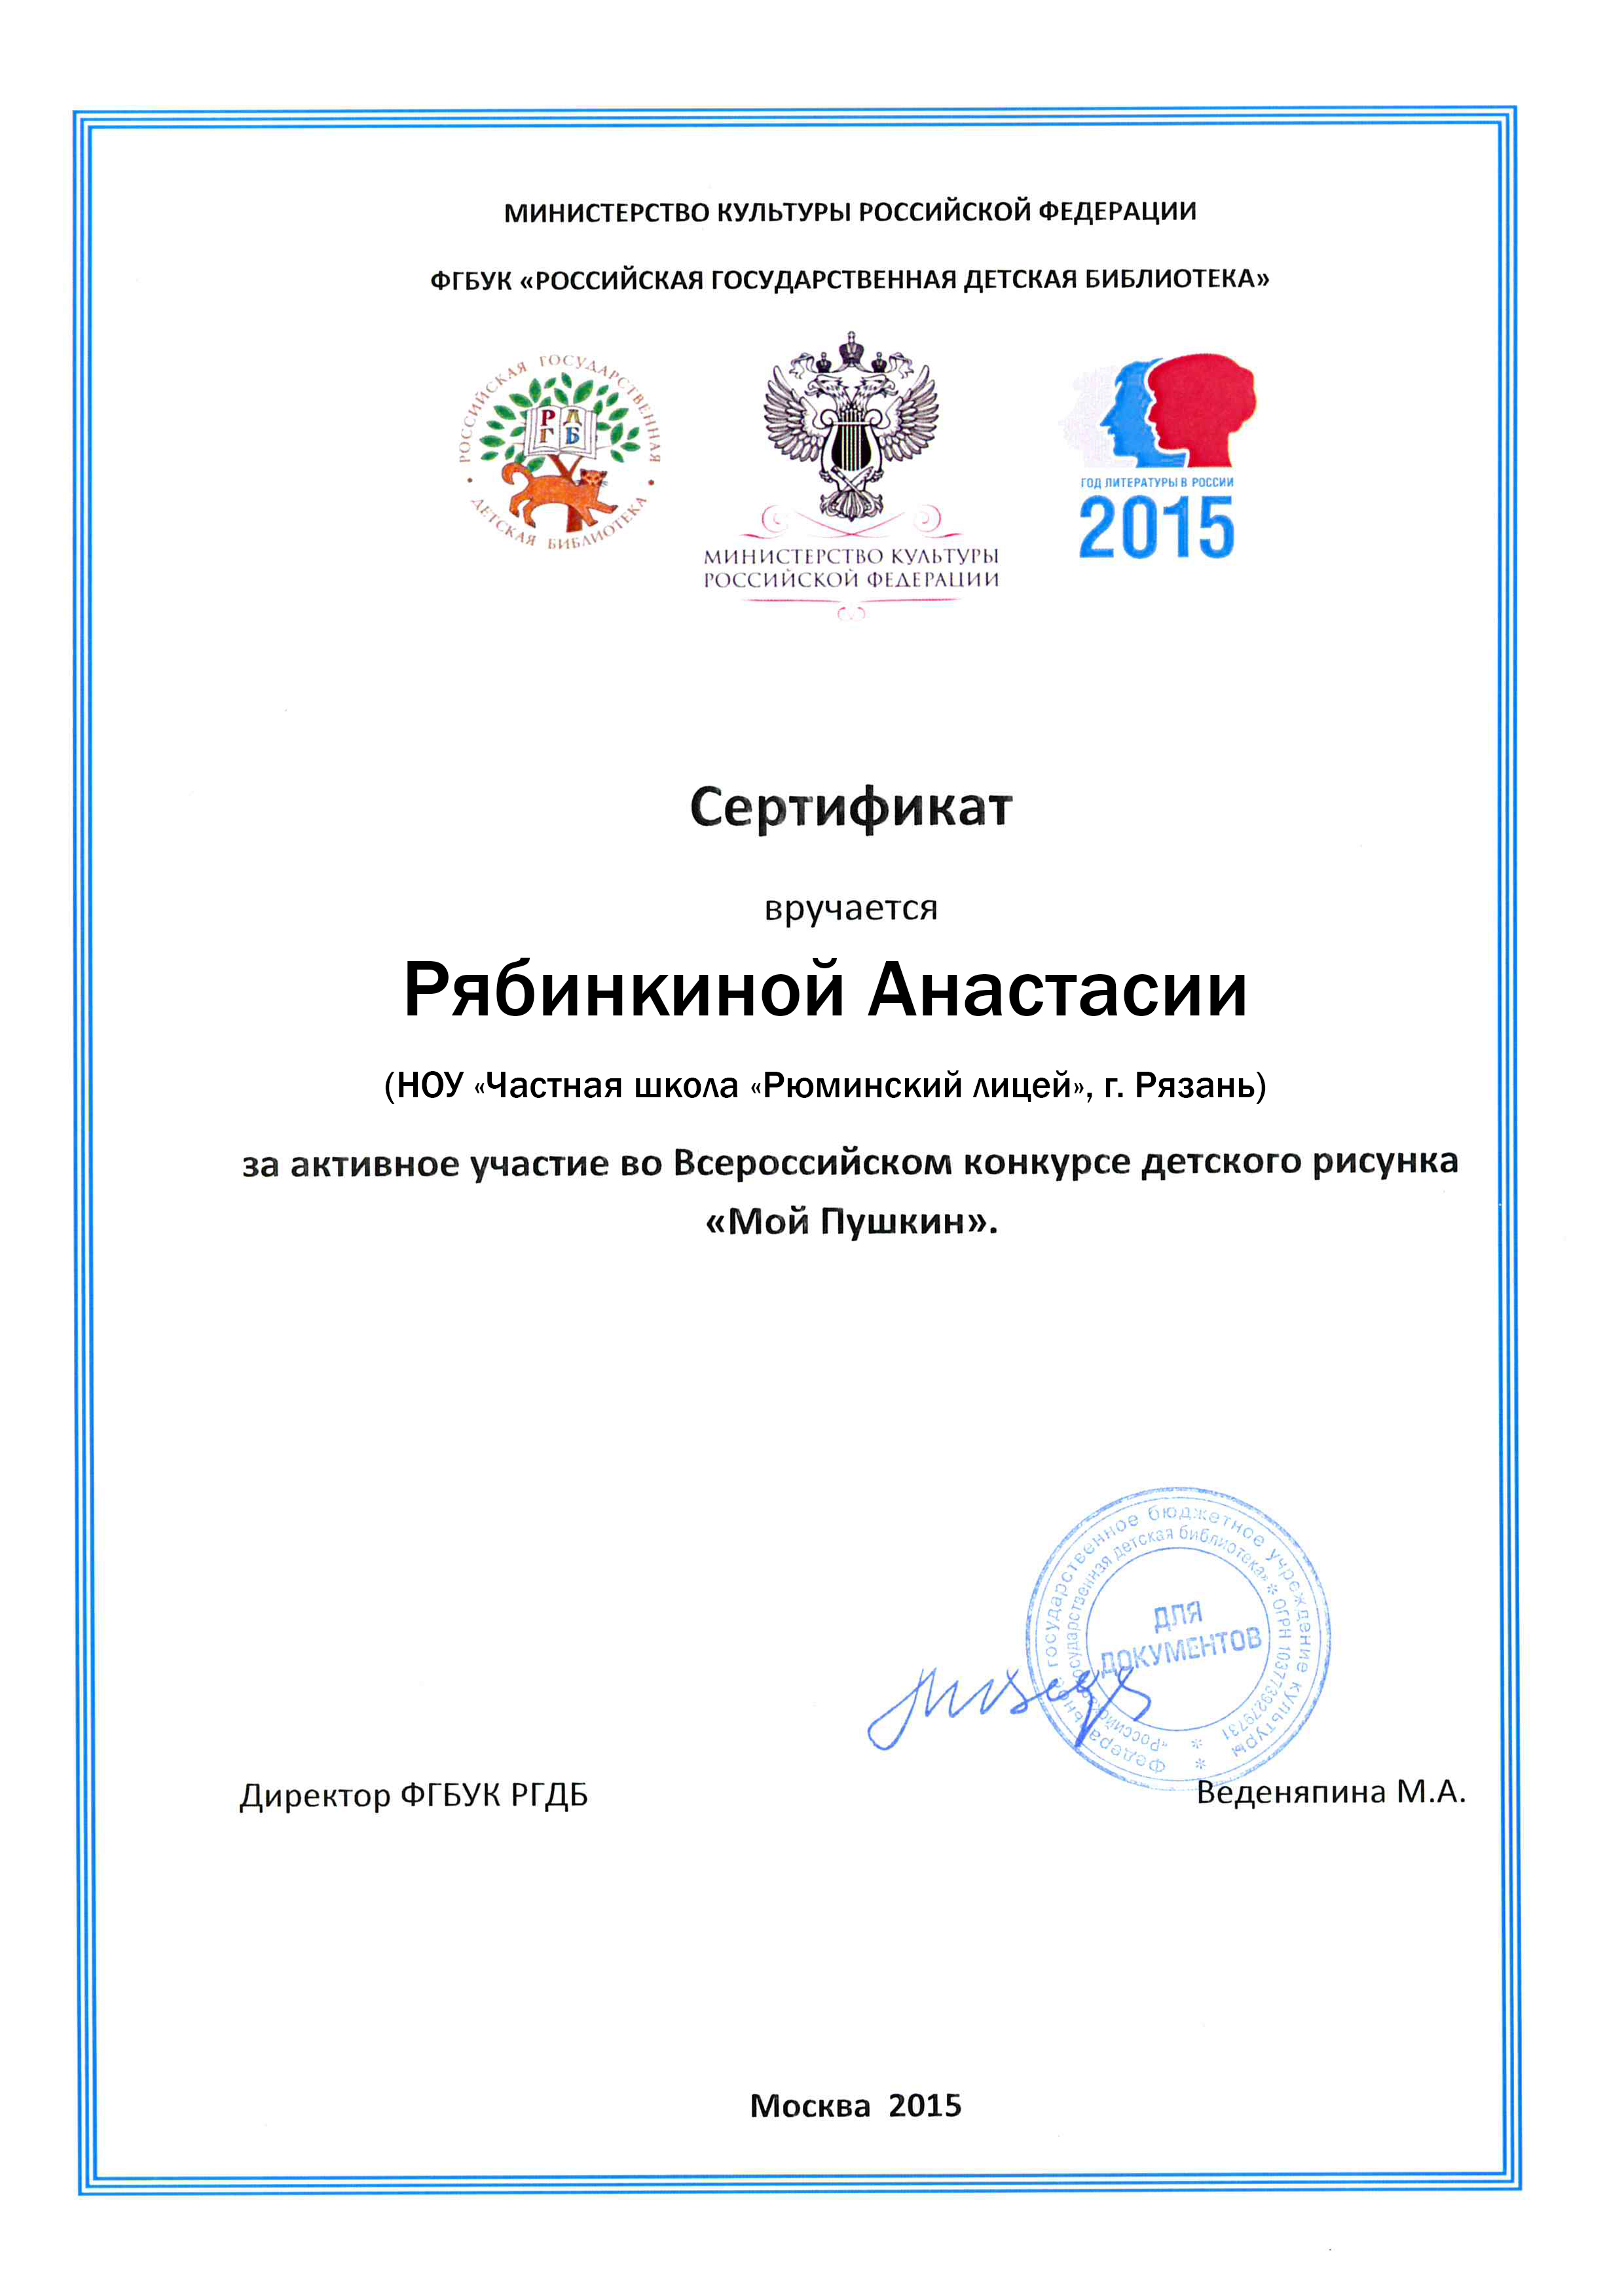 МИНИСТЕРСТВО КУЛЬТУРЫ РОССИЙСКОЙ ФЕДЕРАЦИИ
ФГБУК «РОССИЙСКАЯ ГОСУДАРСТВЕННАЯ ДЕТСКАЯ БИБЛИОТЕКА»
РОССИЙСКАЯ ГОСУДАРСТВЕННАЯ
• ДЕТСКАЯ БИБЛИОТЕКА •
РД
ГБ
МИНИСТЕРСТВО КУЛЬТУРЫ
РОССИЙСКОЙ ФЕДЕРАЦИИ
ГОД ЛИТЕРАТУРЫ В РОССИИ
2015
Сертификат
вручается
Рябинкиной Анастасии
(НОУ «Частная школа «Рюминский лицей», г. Рязань)
за активное участие во Всероссийском конкурсе детского рисунка
«Мой Пушкин».
Федеральное государственное бюджетное учреждение культуры *
«Российская государственная детская библиотека» * ОГРН 1037739279731 *
ДЛЯ
ДОКУМЕНТОВ
Директор ФГБУК РГДБ
Веденяпина М.А.
Москва 2015